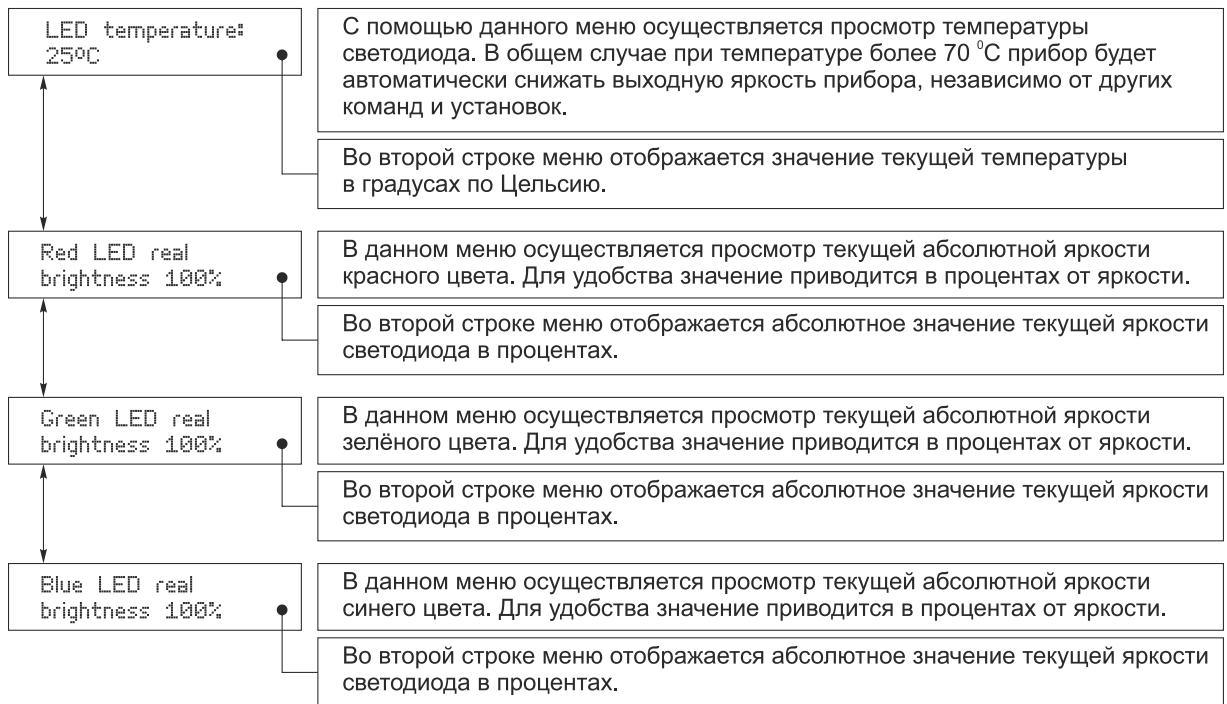 LED temperature:
25ºC
С помощью данного меню осуществляется просмотр температуры
светодиода. В общем случае при температуре более 70 ⁰С прибор будет
автоматически снижать выходную яркость прибора, независимо от других
команд и установок.
Во второй строке меню отображается значение текущей температуры
в градусах по Цельсию.
Red LED real
brightness 100%
В данном меню осуществляется просмотр текущей абсолютной яркости
красного цвета. Для удобства значение приводится в процентах от яркости.
Во второй строке меню отображается абсолютное значение текущей яркости
светодиода в процентах.
Green LED real
brightness 100%
В данном меню осуществляется просмотр текущей абсолютной яркости
зелёного цвета. Для удобства значение приводится в процентах от яркости.
Во второй строке меню отображается абсолютное значение текущей яркости
светодиода в процентах.
Blue LED real
brightness 100%
В данном меню осуществляется просмотр текущей абсолютной яркости
синего цвета. Для удобства значение приводится в процентах от яркости.
Во второй строке меню отображается абсолютное значение текущей яркости
светодиода в процентах.